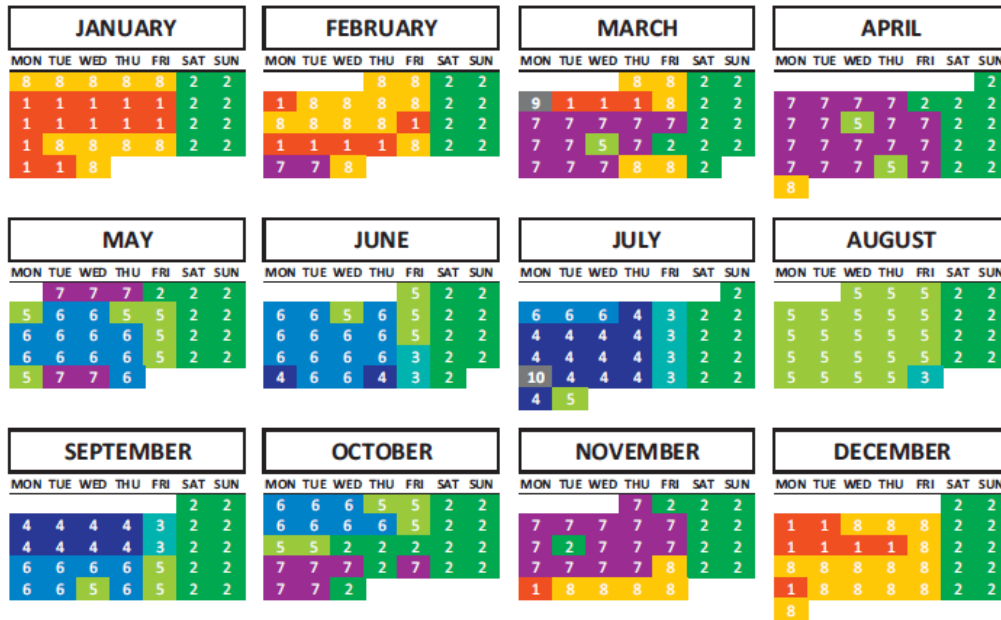 JANUARY
MON TUE WED THU FRI SAT SUN
8 8 8 8 8 2 2
1 1 1 1 1 2 2
1 1 1 1 1 2 2
1 8 8 8 8 2 2
1 1 8
FEBRUARY
MON TUE WED THU FRI SAT SUN
8 8 2 2
1 8 8 8 8 2 2
8 8 8 8 1 2 2
1 1 1 1 8 2 2
7 7 8
MARCH
MON TUE WED THU FRI SAT SUN
8 8 2 2
9 1 1 1 8 2 2
7 7 7 7 7 2 2
7 7 5 7 2 2 2
7 7 7 8 8 2
APRIL
MON TUE WED THU FRI SAT SUN
2
7 7 7 7 2 2 2
7 7 5 7 7 2 2
7 7 7 7 7 2 2
7 7 7 5 7 2 2
8
MAY
MON TUE WED THU FRI SAT SUN
7 7 7 2 2 2
5 6 6 5 5 2 2
6 6 6 6 5 2 2
6 6 6 6 5 2 2
5 7 7 6
JUNE
MON TUE WED THU FRI SAT SUN
5 2 2
6 6 5 6 5 2 2
6 6 6 6 5 2 2
6 6 6 6 3 2 2
4 6 6 4 3 2
JULY
MON TUE WED THU FRI SAT SUN
2
6 6 6 4 3 2 2
4 4 4 4 3 2 2
4 4 4 4 3 2 2
10 4 4 4 3 2 2
4 5
AUGUST
MON TUE WED THU FRI SAT SUN
5 5 5 2 2
5 5 5 5 5 2 2
5 5 5 5 5 2 2
5 5 5 5 5 2 2
5 5 5 5 3
SEPTEMBER
MON TUE WED THU FRI SAT SUN
2 2
4 4 4 4 3 2 2
4 4 4 4 3 2 2
6 6 6 6 5 2 2
6 6 5 6 5 2 2
OCTOBER
MON TUE WED THU FRI SAT SUN
6 6 6 5 5 2 2
6 6 6 6 5 2 2
5 5 2 2 2 2 2
7 7 7 2 7 2 2
7 7 2
NOVEMBER
MON TUE WED THU FRI SAT SUN
7 2 2 2
7 7 7 7 7 2 2
7 2 7 7 7 2 2
7 7 7 7 8 2 2
1 8 8 8 8
DECEMBER
MON TUE WED THU FRI SAT SUN
2 2
1 1 8 8 8 2 2
1 1 1 1 8 2 2
8 8 8 8 8 2 2
1 8 8 8 8 2 2
8